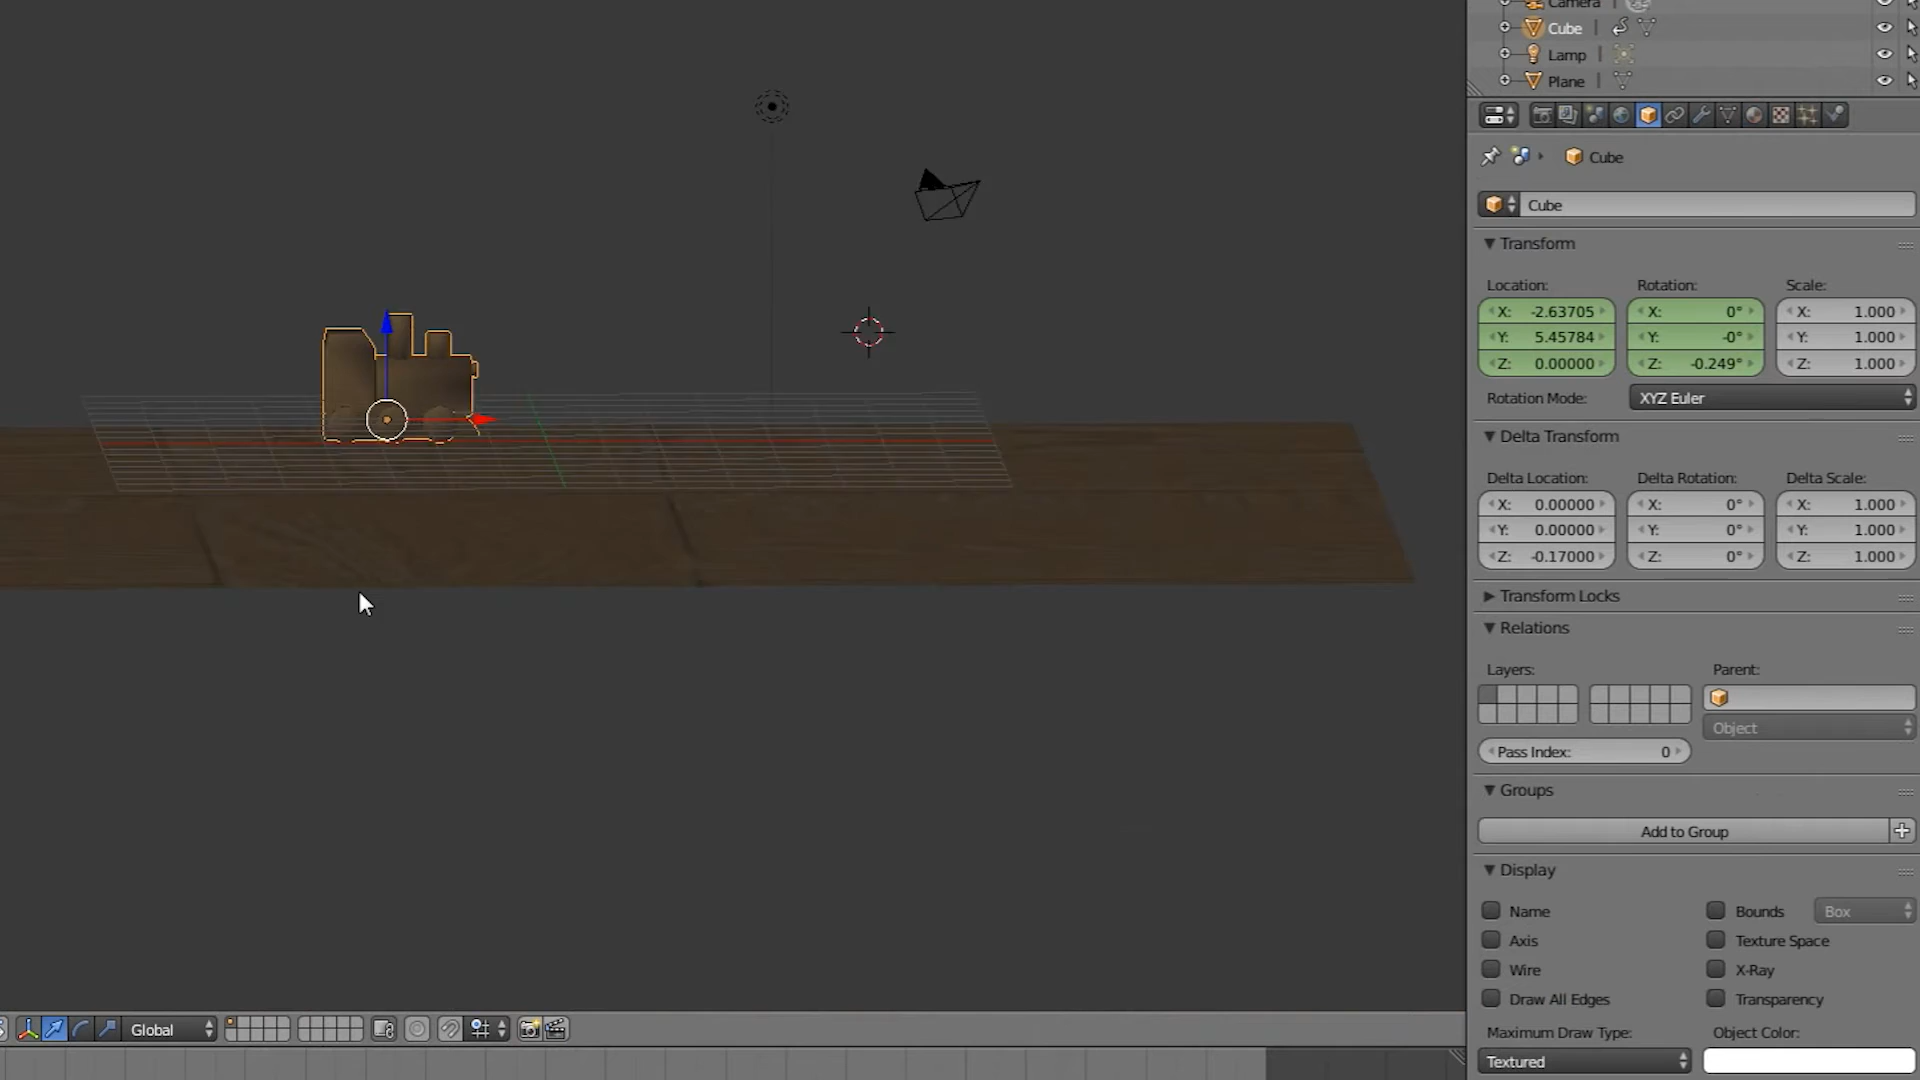 Camera
Cube
Lamp
Plane
Cube
Cube
Transform
Location: Rotation: Scale:
X: -2.63705 X: 0° X: 1.000
Y: 5.45784 Y: -0° Y: 1.000
Z: 0.00000 Z: -0.249° Z: 1.000
Rotation Mode: XYZ Euler
Delta Transform
Delta Location: Delta Rotation: Delta Scale:
X: 0.00000 X: 0° X: 1.000
Y: 0.00000 Y: 0° Y: 1.000
Z: -0.17000 Z: 0° Z: 1.000
Transform Locks
Relations
Layers: Parent:
Object
Pass Index: 0
Groups
Add to Group
Display
Name Bounds Box
Axis Texture Space
Wire X-Ray
Draw All Edges Transparency
Maximum Draw Type: Object Color:
Textured
Global